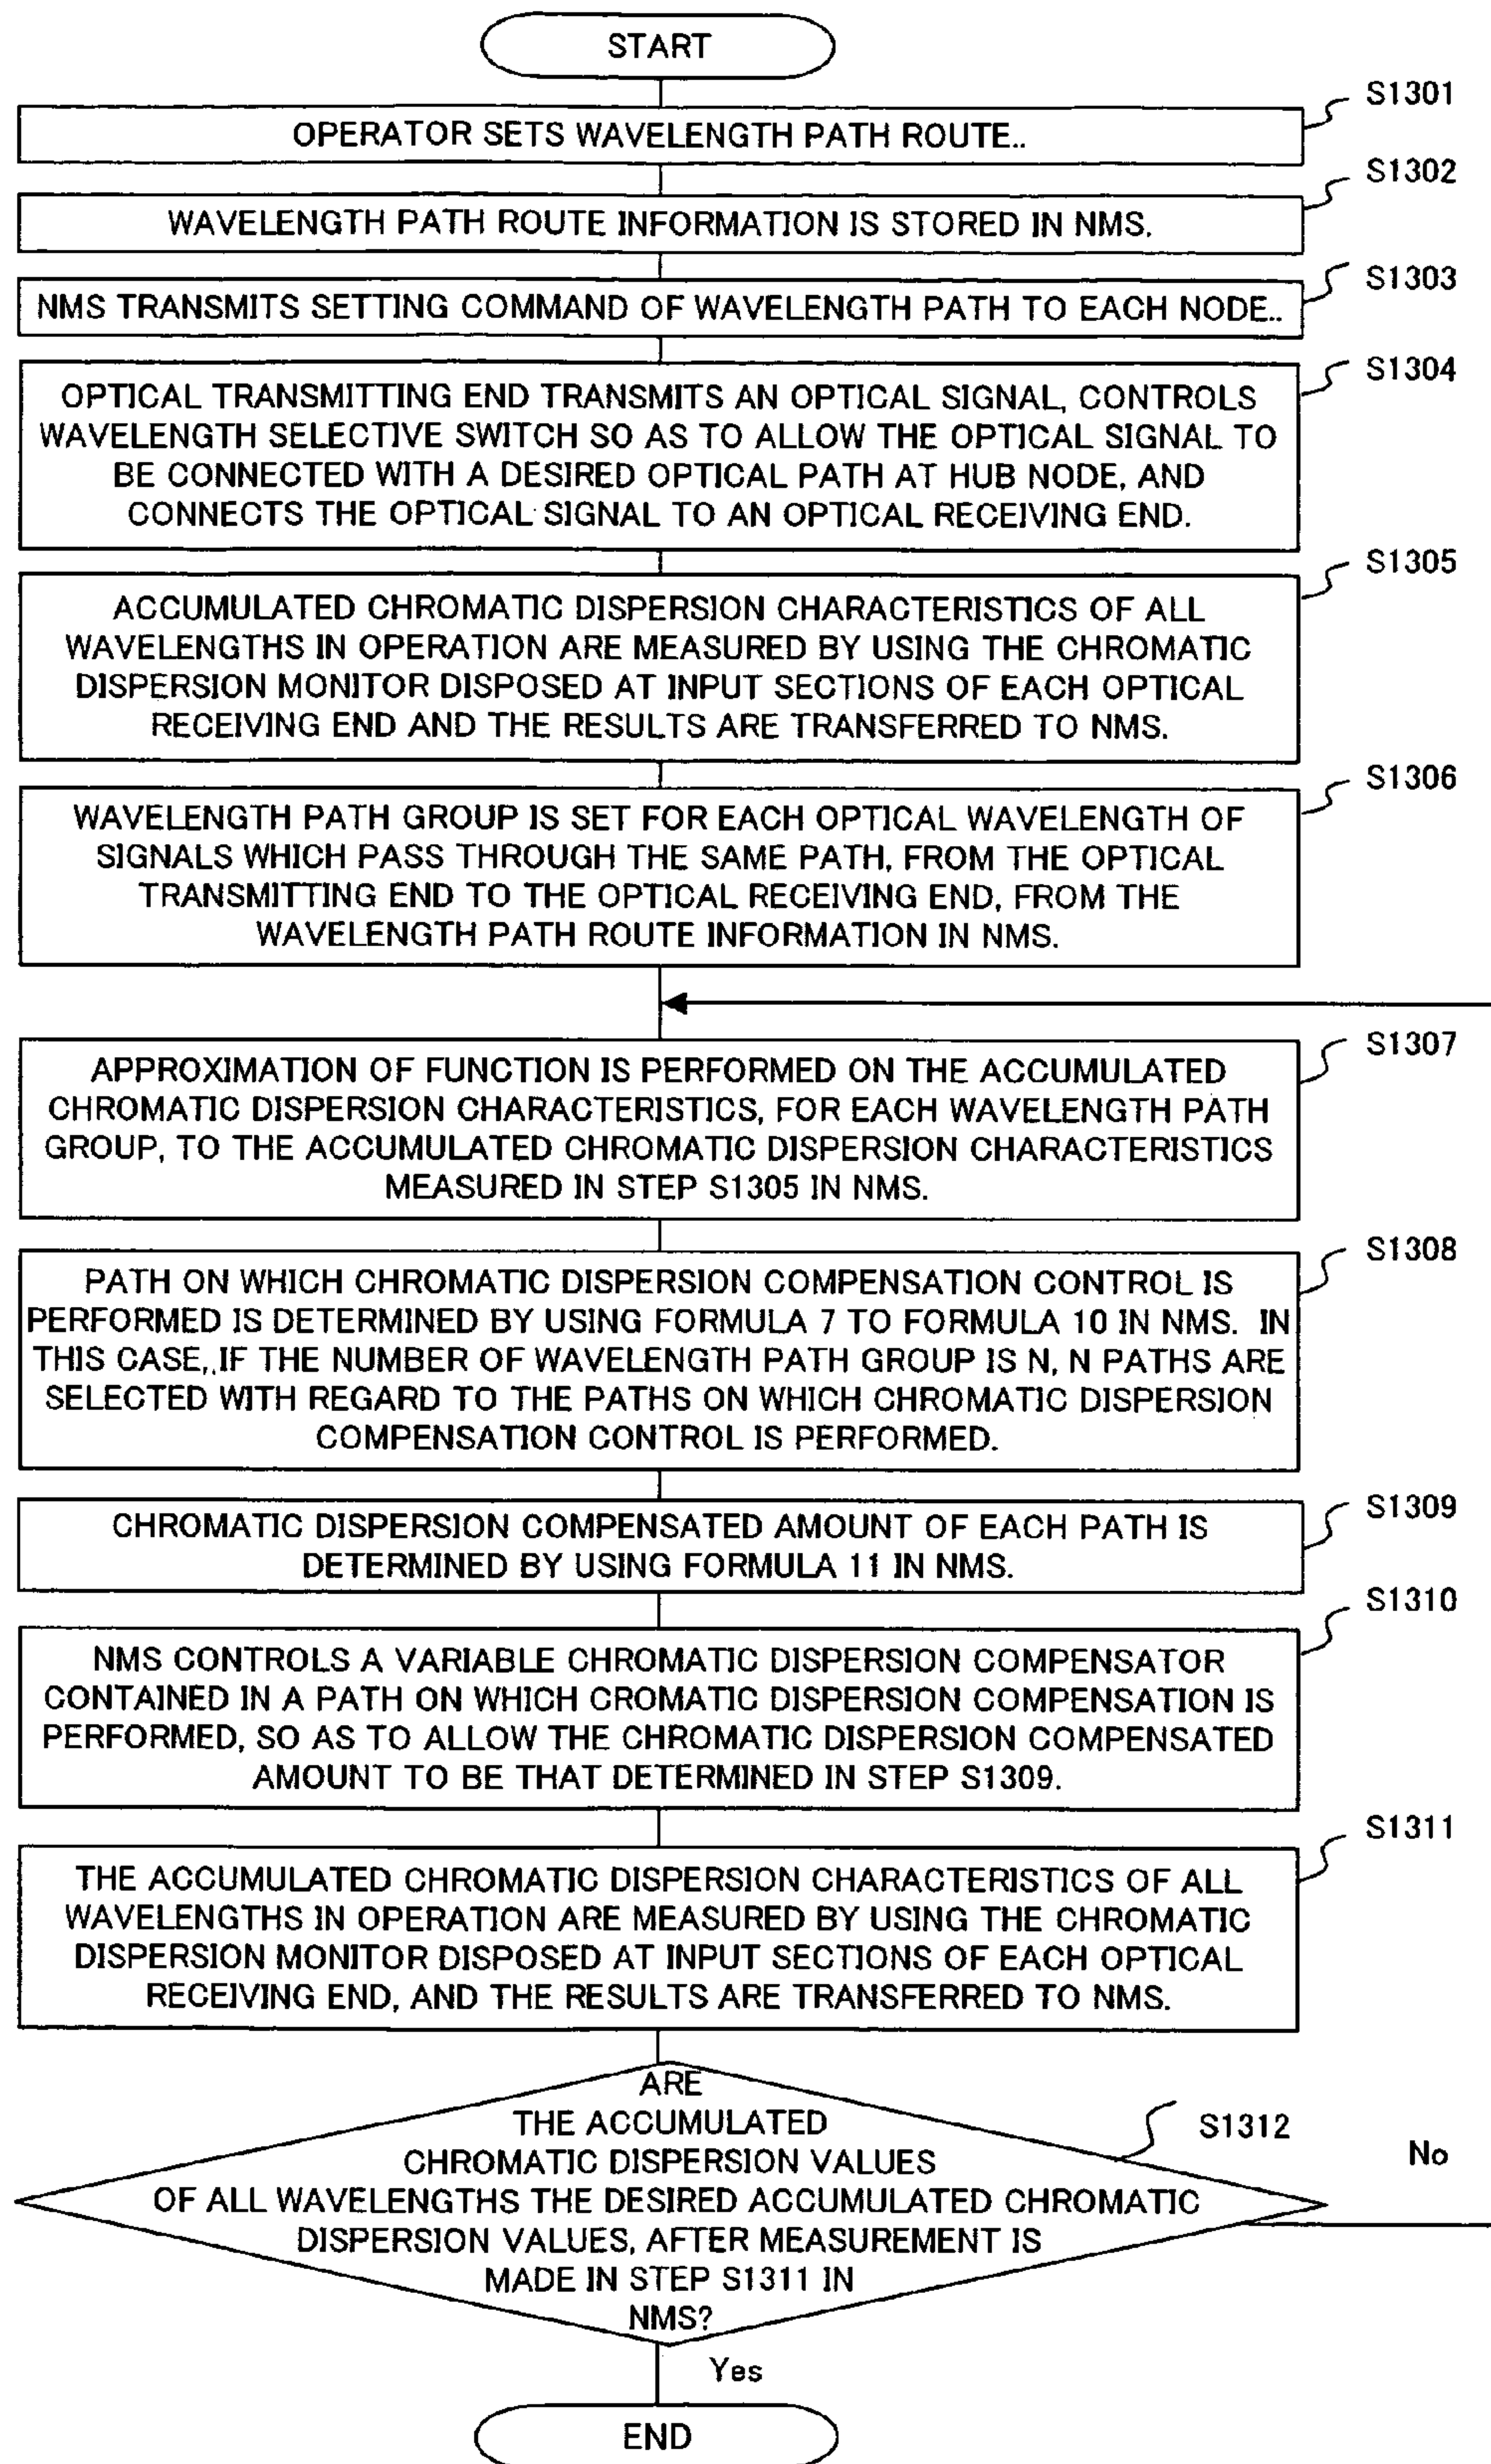 START
S1301
OPERATOR SETS WAVELENGTH PATH ROUTE..
S1302
WAVELENGTH PATH ROUTE INFORMATION IS STORED IN NMS.
S1303
NMS TRANSMITS SETTING COMMAND OF WAVELENGTH PATH TO EACH NODE..
S1304
OPTICAL TRANSMITTING END TRANSMITS AN OPTICAL SIGNAL, CONTROLS
WAVELENGTH SELECTIVE SWITCH SO AS TO ALLOW THE OPTICAL SIGNAL TO
BE CONNECTED WITH A DESIRED OPTICAL PATH AT HUB NODE, AND
CONNECTS THE OPTICAL SIGNAL TO AN OPTICAL RECEIVING END.
S1305
ACCUMULATED CHROMATIC DISPERSION CHARACTERISTICS OF ALL
WAVELENGTHS IN OPERATION ARE MEASURED BY USING THE CHROMATIC
DISPERSION MONITOR DISPOSED AT INPUT SECTIONS OF EACH OPTICAL
RECEIVING END AND THE RESULTS ARE TRANSFERRED TO NMS.
S1306
WAVELENGTH PATH GROUP IS SET FOR EACH OPTICAL WAVELENGTH OF
SIGNALS WHICH PASS THROUGH THE SAME PATH, FROM THE OPTICAL
TRANSMITTING END TO THE OPTICAL RECEIVING END, FROM THE
WAVELENGTH PATH ROUTE INFORMATION IN NMS.
S1307
APPROXIMATION OF FUNCTION IS PERFORMED ON THE ACCUMULATED
CHROMATIC DISPERSION CHARACTERISTICS, FOR EACH WAVELENGTH PATH
GROUP, TO THE ACCUMULATED CHROMATIC DISPERSION CHARACTERISTICS
MEASURED IN STEP S1305 IN NMS.
S1308
PATH ON WHICH CHROMATIC DISPERSION COMPENSATION CONTROL IS
PERFORMED IS DETERMINED BY USING FORMULA 7 TO FORMULA 10 IN NMS. IN
THIS CASE, IF THE NUMBER OF WAVELENGTH PATH GROUP IS N, N PATHS ARE
SELECTED WITH REGARD TO THE PATHS ON WHICH CHROMATIC DISPERSION
COMPENSATION CONTROL IS PERFORMED.
S1309
CHROMATIC DISPERSION COMPENSATED AMOUNT OF EACH PATH IS
DETERMINED BY USING FORMULA 11 IN NMS.
S1310
NMS CONTROLS A VARIABLE CHROMATIC DISPERSION COMPENSATOR
CONTAINED IN A PATH ON WHICH CROMATIC DISPERSION COMPENSATION IS
PERFORMED, SO AS TO ALLOW THE CHROMATIC DISPERSION COMPENSATED
AMOUNT TO BE THAT DETERMINED IN STEP S1309.
S1311
THE ACCUMULATED CHROMATIC DISPERSION CHARACTERISTICS OF ALL
WAVELENGTHS IN OPERATION ARE MEASURED BY USING THE CHROMATIC
DISPERSION MONITOR DISPOSED AT INPUT SECTIONS OF EACH OPTICAL
RECEIVING END, AND THE RESULTS ARE TRANSFERRED TO NMS.
ARE
THE ACCUMULATED
CHROMATIC DISPERSION VALUES
OF ALL WAVELENGTHS THE DESIRED ACCUMULATED CHROMATIC
DISPERSION VALUES, AFTER MEASUREMENT IS
MADE IN STEP S1311 IN
NMS?
S1312
No
Yes
END